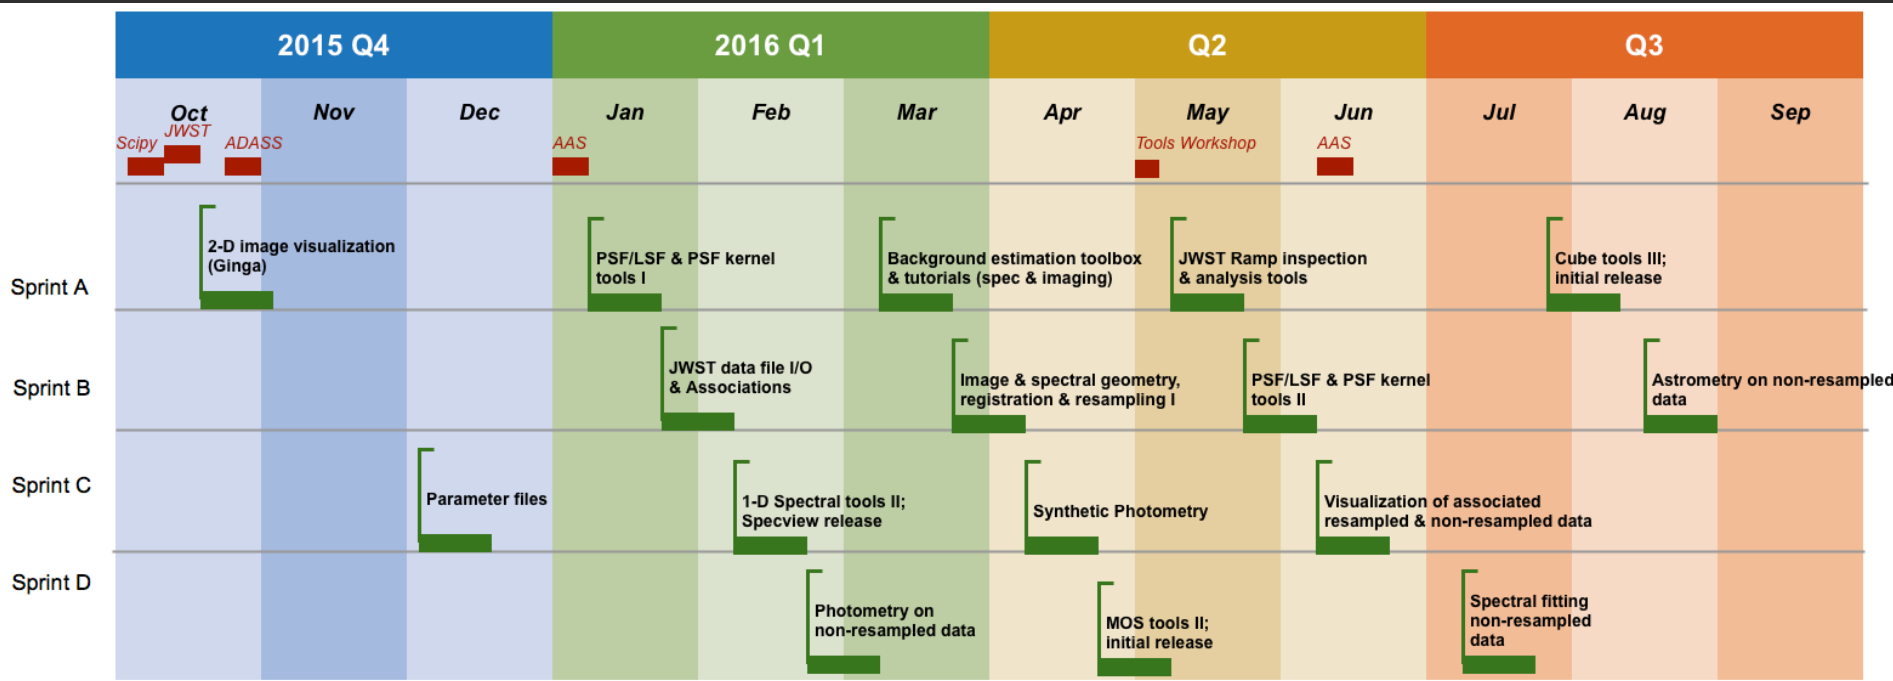 2015 Q4
2016 Q1
Q2
Q3
Oct
Nov
Dec
Jan
Feb
Mar
Apr
May
Jun
Jul
Aug
Sep
Scipy
JWST
ADASS
AAS
Tools Workshop
AAS
Sprint A
2-D image visualization
(Ginga)
PSF/LSF & PSF kernel
tools I
Background estimation toolbox
& tutorials (spec & imaging)
JWST Ramp inspection
& analysis tools
Cube tools III;
initial release
Sprint B
JWST data file I/O
& Associations
Image & spectral geometry,
registration & resampling I
PSF/LSF & PSF kernel
tools II
Astrometry on non-resampled
data
Sprint C
Parameter files
1-D Spectral tools II;
Specview release
Synthetic Photometry
Visualization of associated
resampled & non-resampled data
Sprint D
Photometry on
non-resampled data
MOS tools II;
initial release
Spectral fitting
non-resampled
data